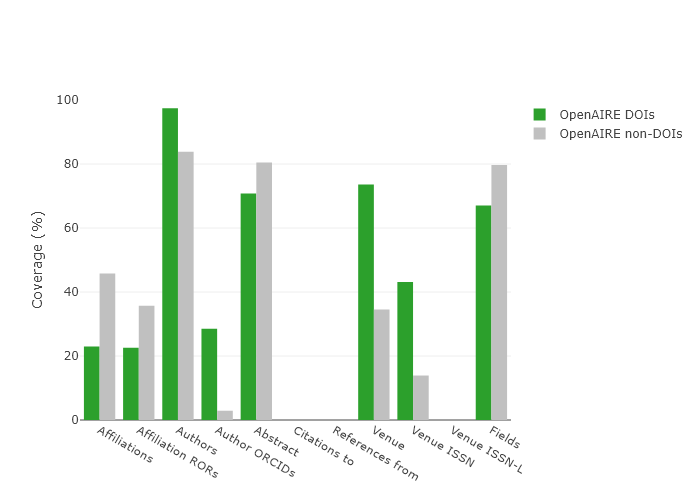 OpenAIRE DOIs
OpenAIRE non-DOIs
Coverage (%)
100
80
60
40
20
0
Affiliations
Affiliation RORs
Authors
Author ORCIDs
Abstract
Citations to
References from
Venue
Venue ISSN
Venue ISSN-L
Fields